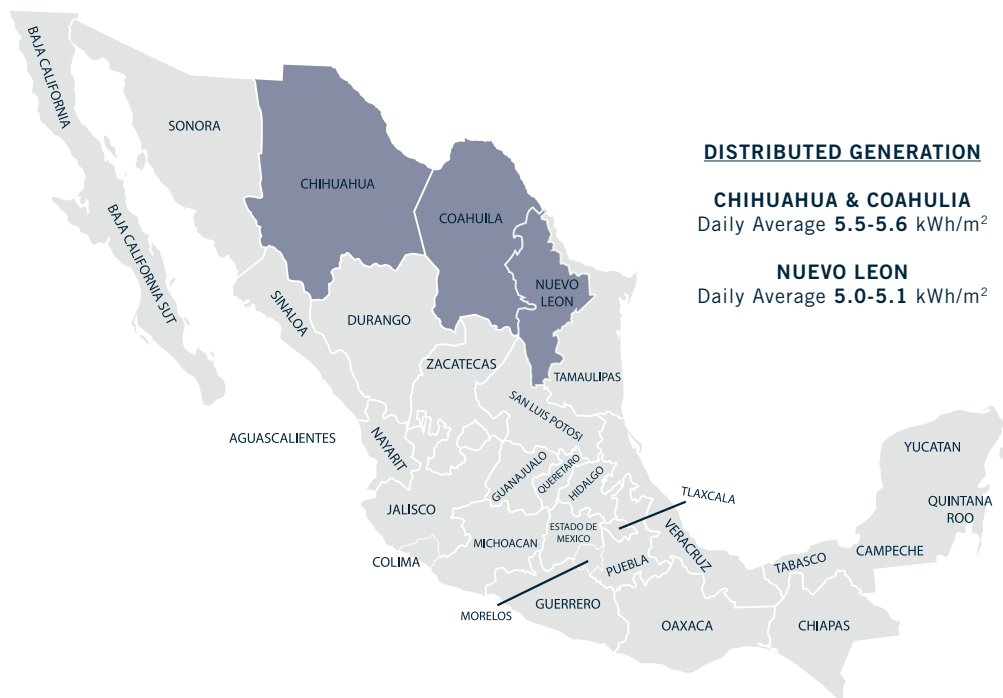 BAJA CALIFORNIA
SONORA
CHIHUAHUA
COAHUILA
DISTRIBUTED GENERATION
CHIHUAHUA & COAHULIA
Daily Average 5.5-5.6 kWh/m²
NUEVO LEON
Daily Average 5.0-5.1 kWh/m²
BAJA CALIFORNIA SUT
SINALOA
DURANGO
NUEVO
LEON
ZACATECAS
TAMAULIPAS
SAN LUIS POTOSI
AGUASCALIENTES
NAYARIT
GUANAJUALO
QUERETARO
HIDALGO
YUCATAN
QUINTANA
ROO
TLAXCALA
JALISCO
MICHOACAN
ESTADO DE
MEXICO
VERACRUZ
CAMPECHE
TABASCO
COLIMA
PUEBLA
MORELOS
GUERRERO
OAXACA
CHIAPAS